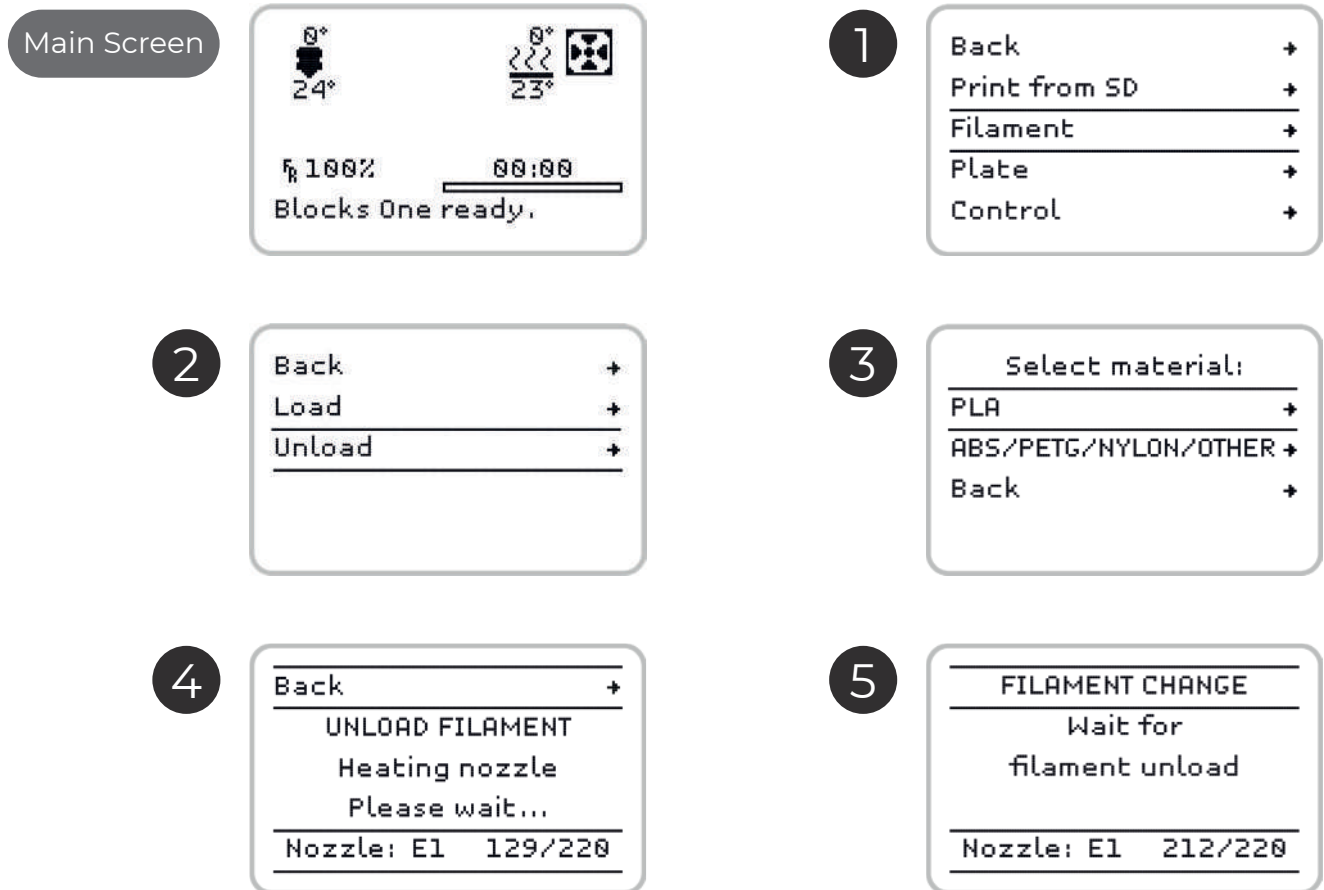 Main Screen
0° 0°
24° 23°
FR 100% 00:00
Blocks One ready.
1
Back
Print from SD
Filament
Plate
Control
2
Back
Load
Unload
3
Select material:
PLA
ABS/PETG/NYLON/OTHER
Back
4
Back
UNLOAD FILAMENT
Heating nozzle
Please wait...
Nozzle: E1 129/220
5
FILAMENT CHANGE
Wait for
filament unload
Nozzle: E1 212/220